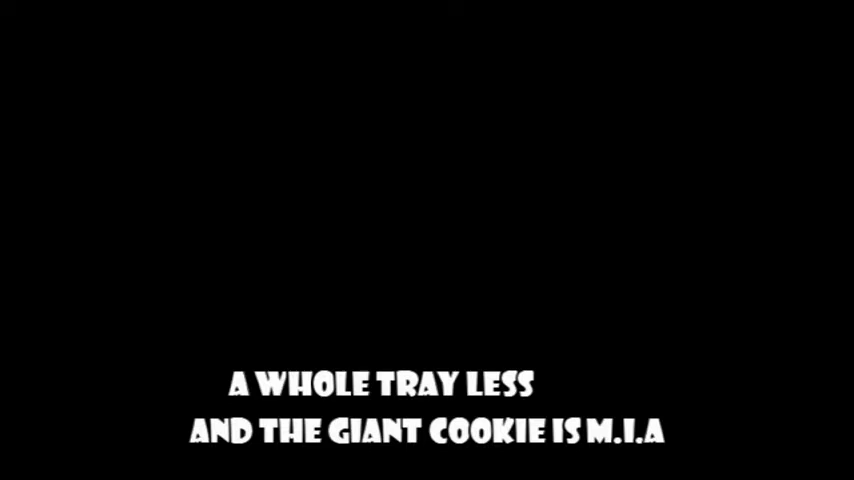 A WHOLE TRAY LESS
AND THE GIANT COOKIE IS M.I.A